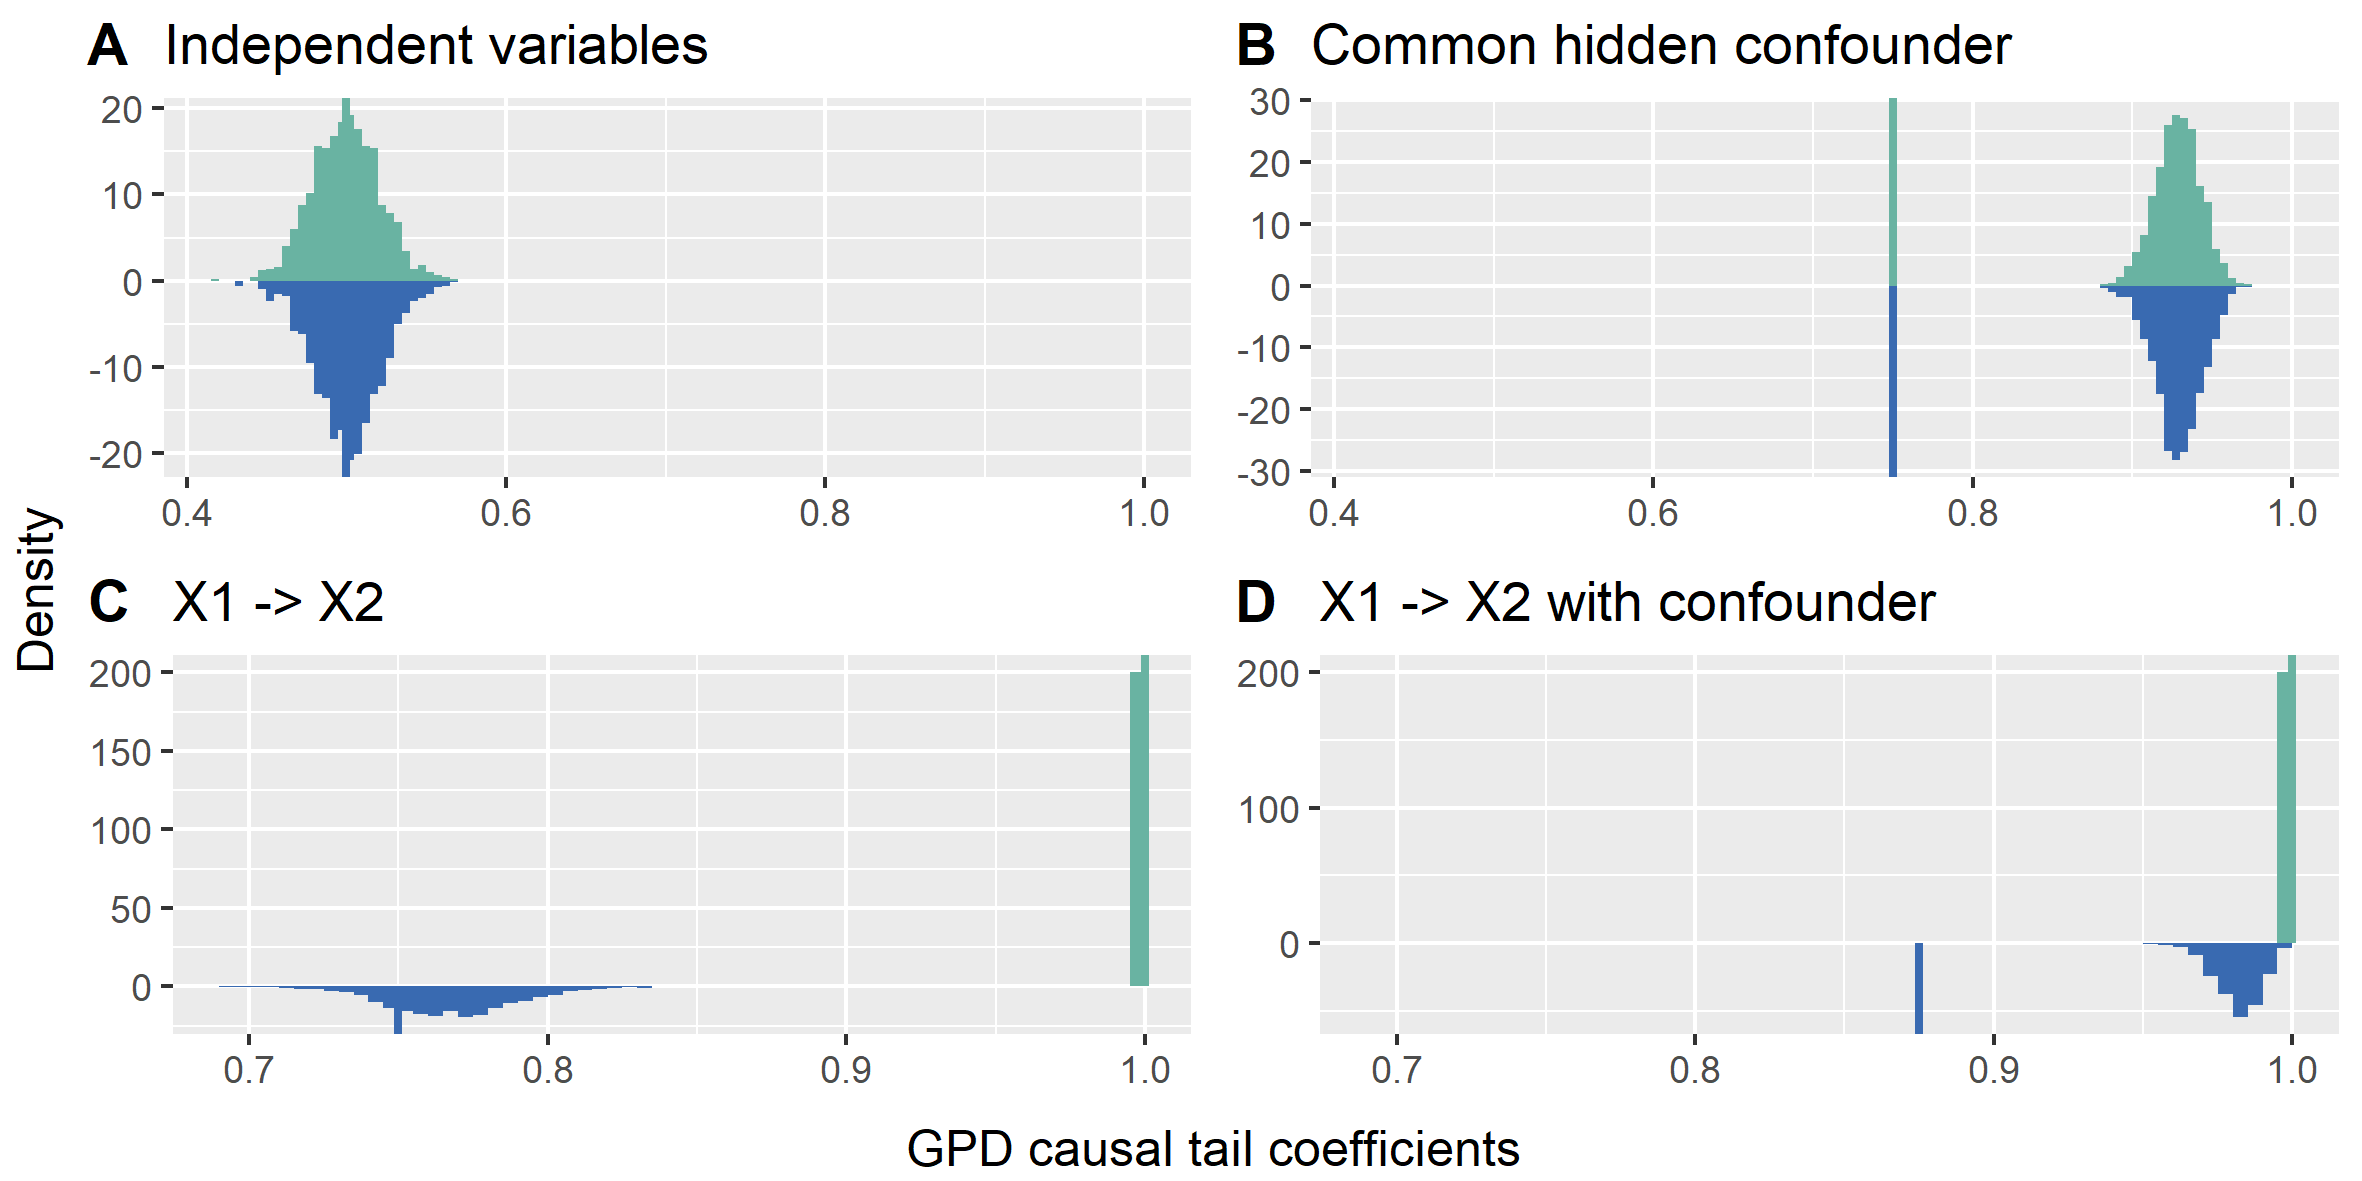 A Independent variables
20
10
0
-10
-20
0.4 0.6 0.8 1.0
B Common hidden confounder
30
20
10
0
-10
-20
-30
0.4 0.6 0.8 1.0
Density
C X1 -> X2
200
150
100
50
0
0.7 0.8 0.9 1.0
D X1 -> X2 with confounder
200
100
0
0.7 0.8 0.9 1.0
GPD causal tail coefficients